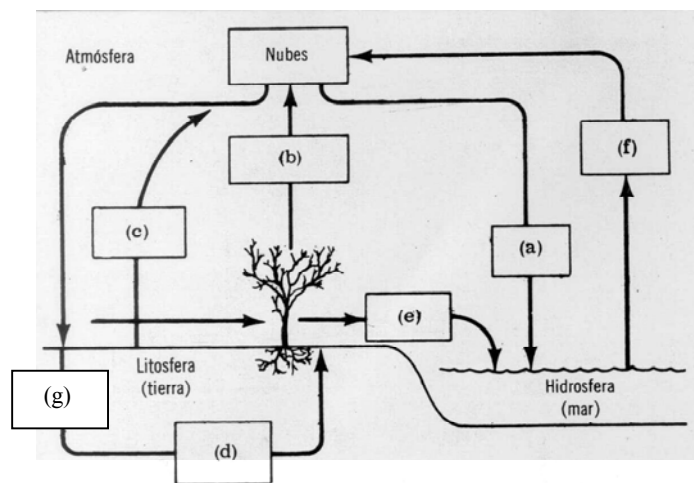 Atmósfera
Nubes
(b)
(f)
(c)
(a)
(e)
Litosfera
(tierra)
Hidrosfera
(mar)
(g)
(d)